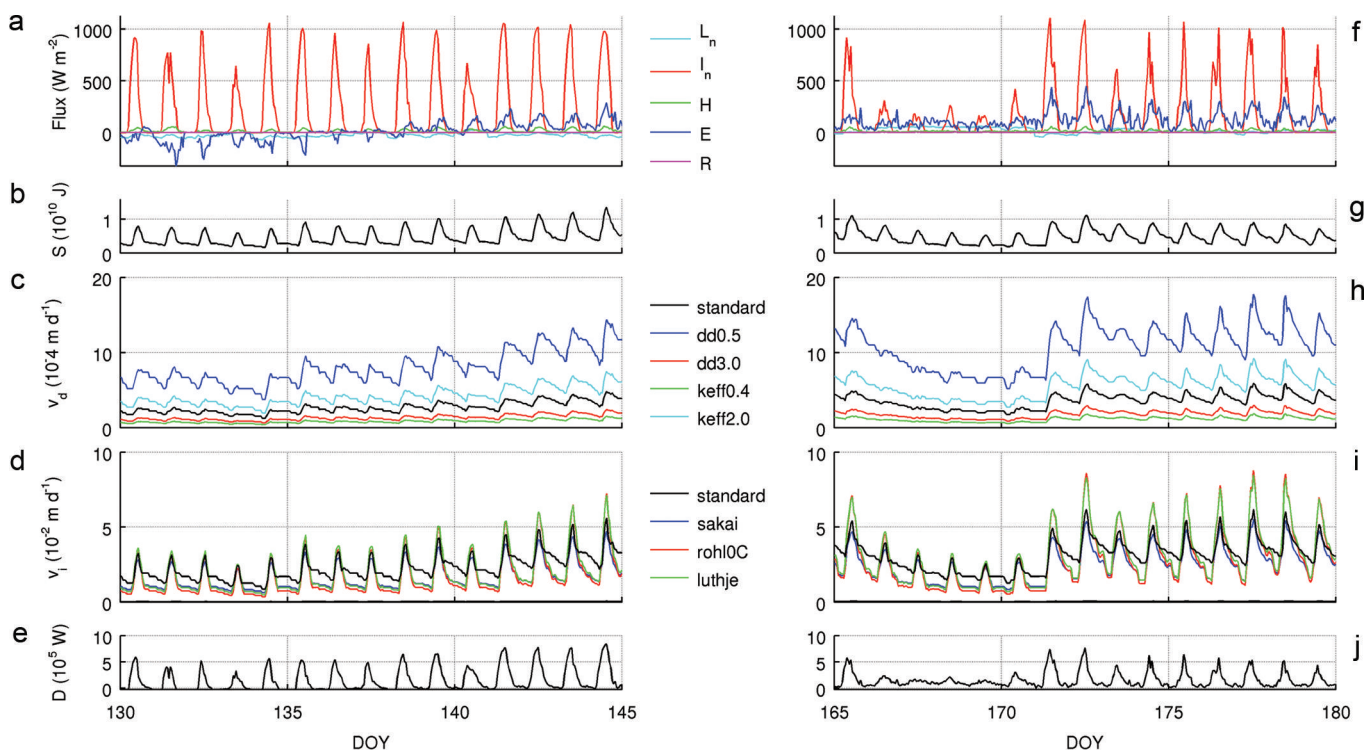 a
Flux (W m⁻²)
1000
500
0
L_n
I_n
H
E
R
f
1000
500
0
b
S (10¹⁰ J)
1
0
g
1
0
c
v_d (10⁻⁴ m d⁻¹)
20
10
0
standard
dd0.5
dd3.0
keff0.4
keff2.0
h
20
10
0
d
v_i (10⁻² m d⁻¹)
10
5
0
standard
sakai
rohl0C
luthje
i
10
5
0
e
D (10⁵ W)
10
5
0
j
10
5
0
130 135 140 145
DOY
165 170 175 180
DOY